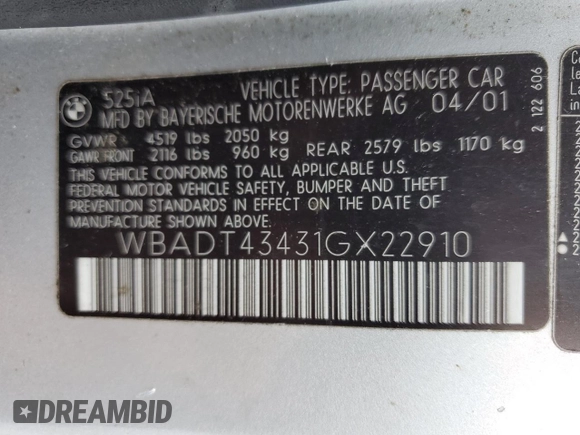 525iA VEHICLE TYPE: PASSENGER CAR
MFD BY BAYERISCHE MOTORENWERKE AG 04/01
GVWR 4519 lbs 2050 kg
GAWR FRONT 2116 lbs 960 kg REAR 2579 lbs 1170 kg
THIS VEHICLE CONFORMS TO ALL APPLICABLE U.S.
FEDERAL MOTOR VEHICLE SAFETY, BUMPER AND THEFT
PREVENTION STANDARDS IN EFFECT ON THE DATE OF
MANUFACTURE SHOWN ABOVE.
WBADT43431GX22910
2 122 606
DREAMBID